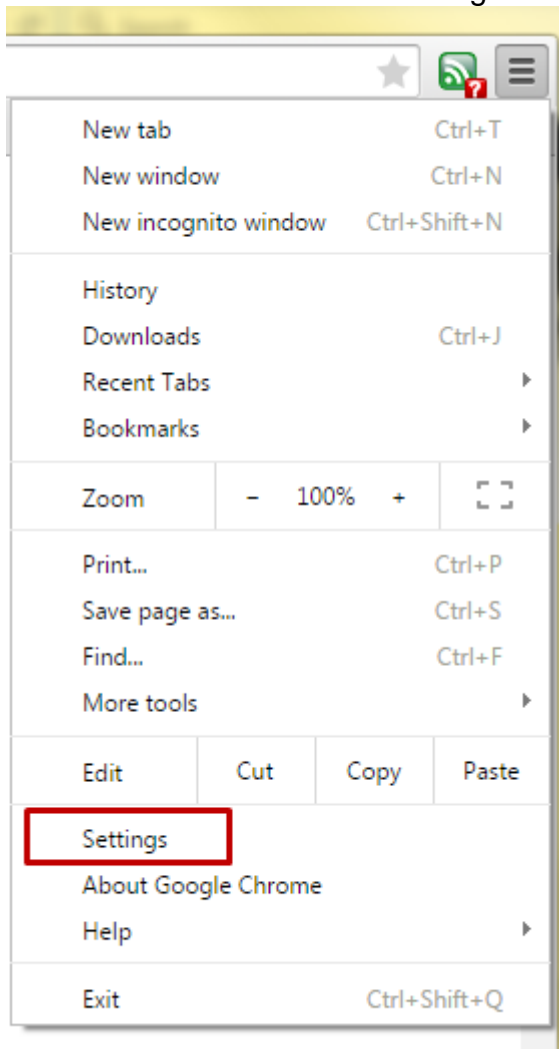 New tab Ctrl+T
New window Ctrl+N
New incognito window Ctrl+Shift+N
History
Downloads Ctrl+J
Recent Tabs
Bookmarks
Zoom - 100% +
Print... Ctrl+P
Save page as... Ctrl+S
Find... Ctrl+F
More tools
Edit Cut Copy Paste
Settings
About Google Chrome
Help
Exit Ctrl+Shift+Q